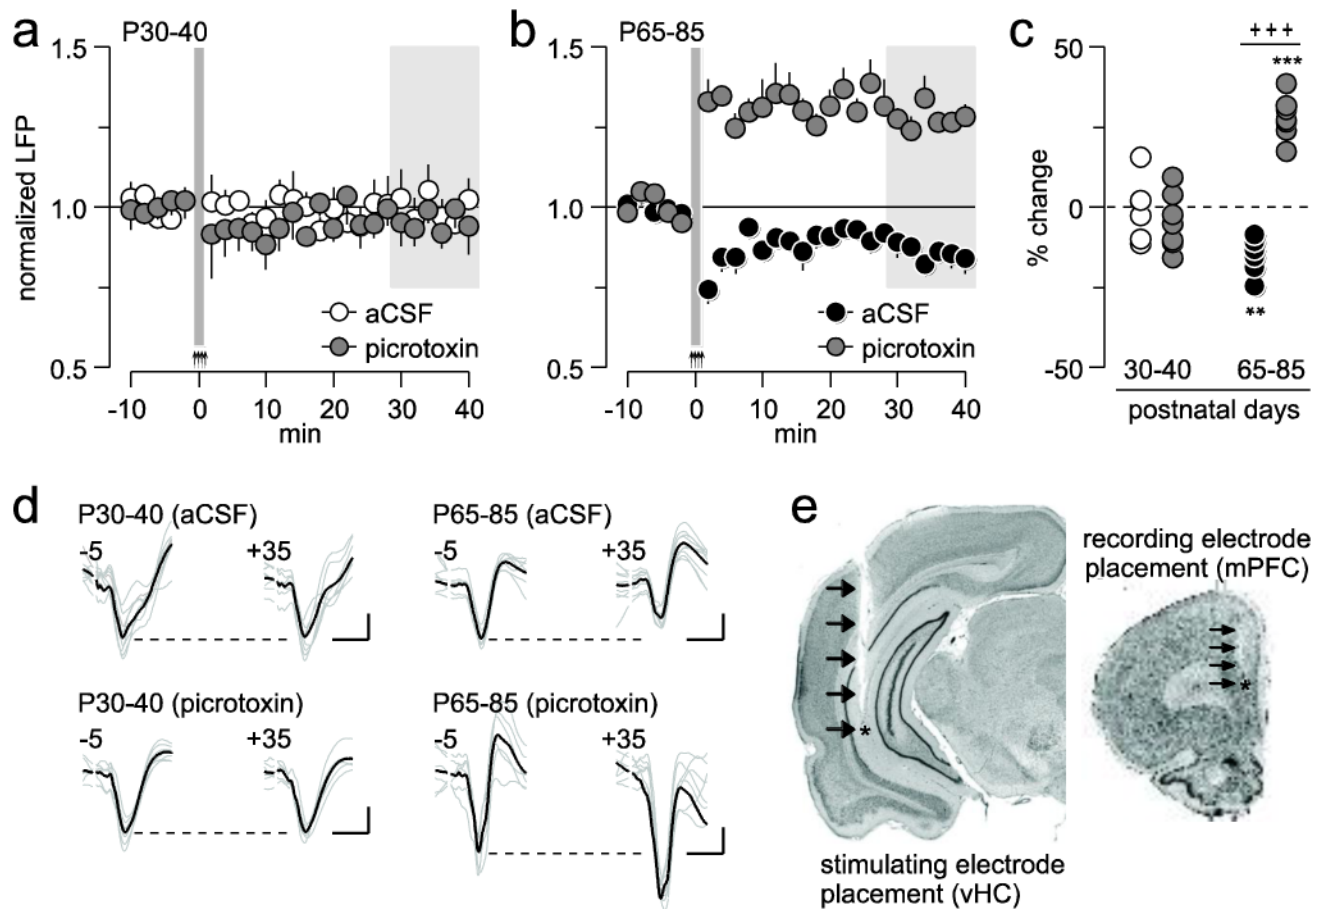 a
P30-40
1.5
1.0
0.5
normalized LFP
aCSF
picrotoxin
-10 0 10 20 30 40
min
b
P65-85
1.5
1.0
0.5
aCSF
picrotoxin
-10 0 10 20 30 40
min
c
50
0
-50
% change
+++
***
**
30-40 65-85
postnatal days
d
P30-40 (aCSF)
-5 +35
P65-85 (aCSF)
-5 +35
P30-40 (picrotoxin)
-5 +35
P65-85 (picrotoxin)
-5 +35
e
*
stimulating electrode
placement (vHC)
recording electrode
placement (mPFC)
*